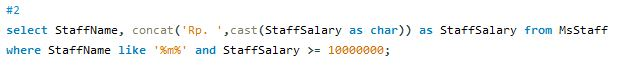 #2
select StaffName, concat('Rp. ',cast(StaffSalary as char)) as StaffSalary from MsStaff
where StaffName like '%m%' and StaffSalary >= 10000000;